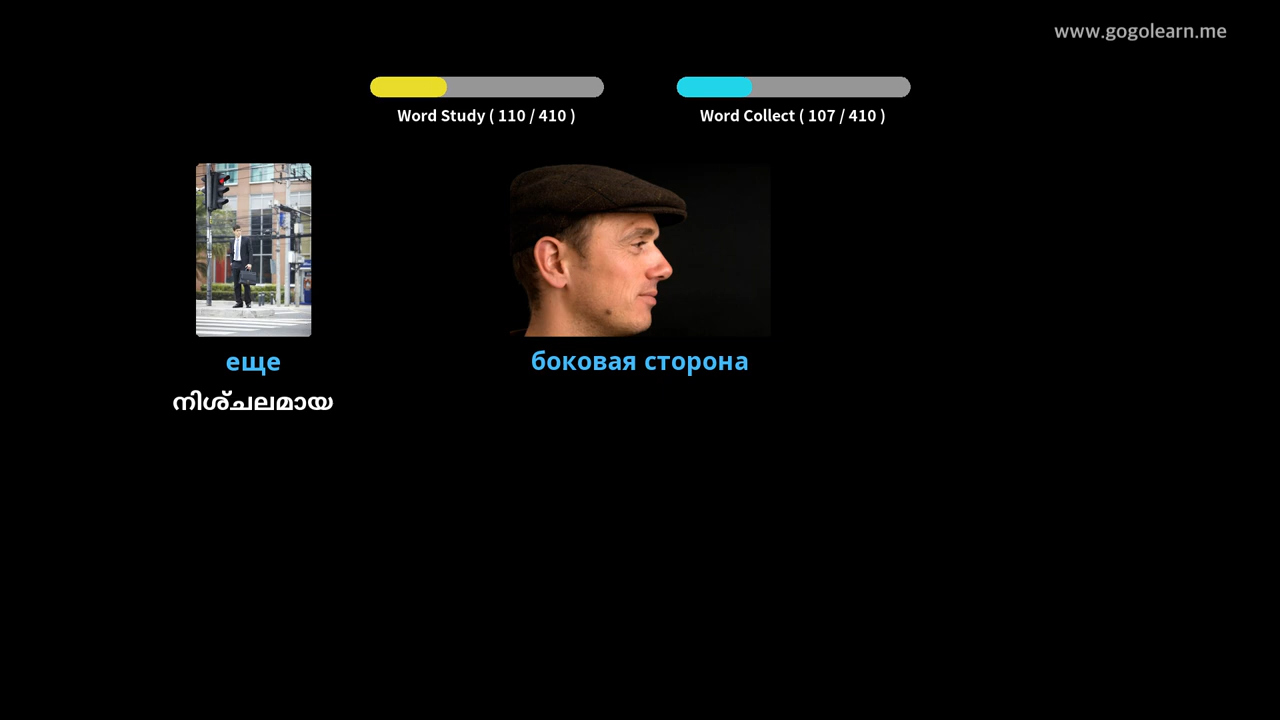 www.gogolearn.me
Word Study ( 110 / 410 )
Word Collect ( 107 / 410 )
еще
боковая сторона
നിശ്ചലമായ